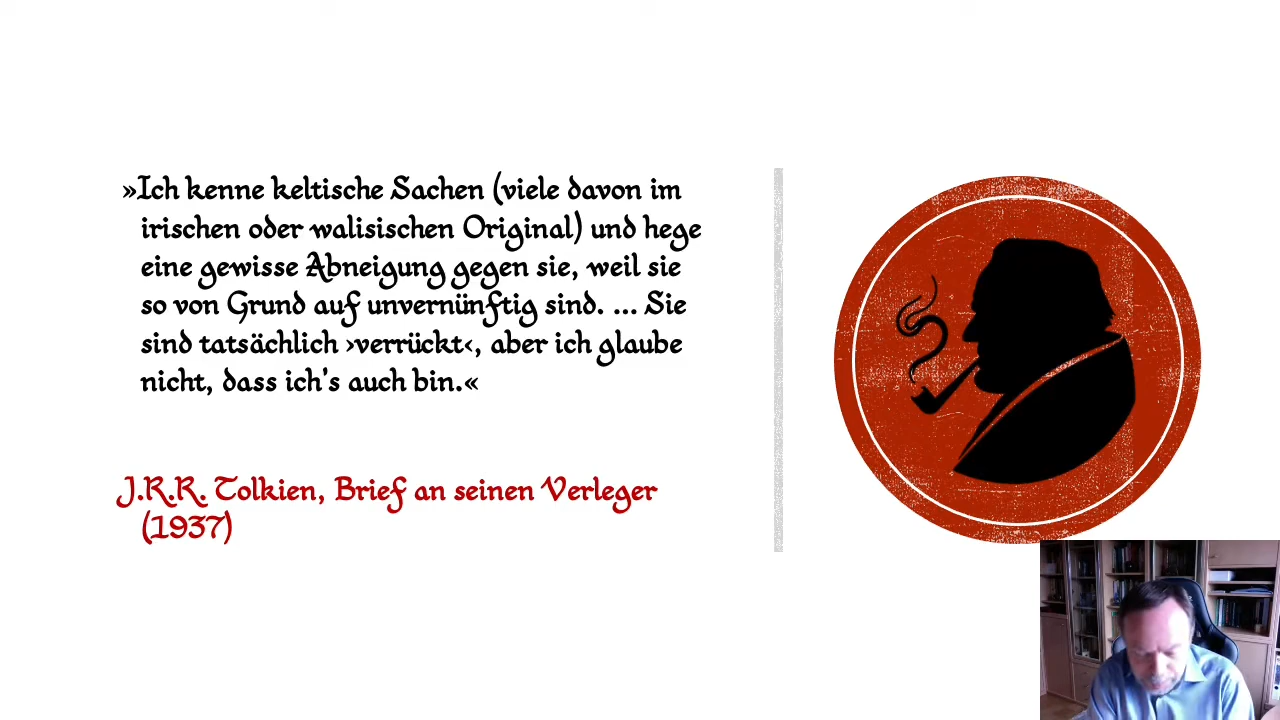 »Ich kenne keltische Sachen (viele davon im
irischen oder walisischen Original) und hege
eine gewisse Abneigung gegen sie, weil sie
so von Grund auf unvernünftig sind. ... Sie
sind tatsächlich ›verrückt‹, aber ich glaube
nicht, dass ich's auch bin.«
J.R.R. Tolkien, Brief an seinen Verleger
(1937)